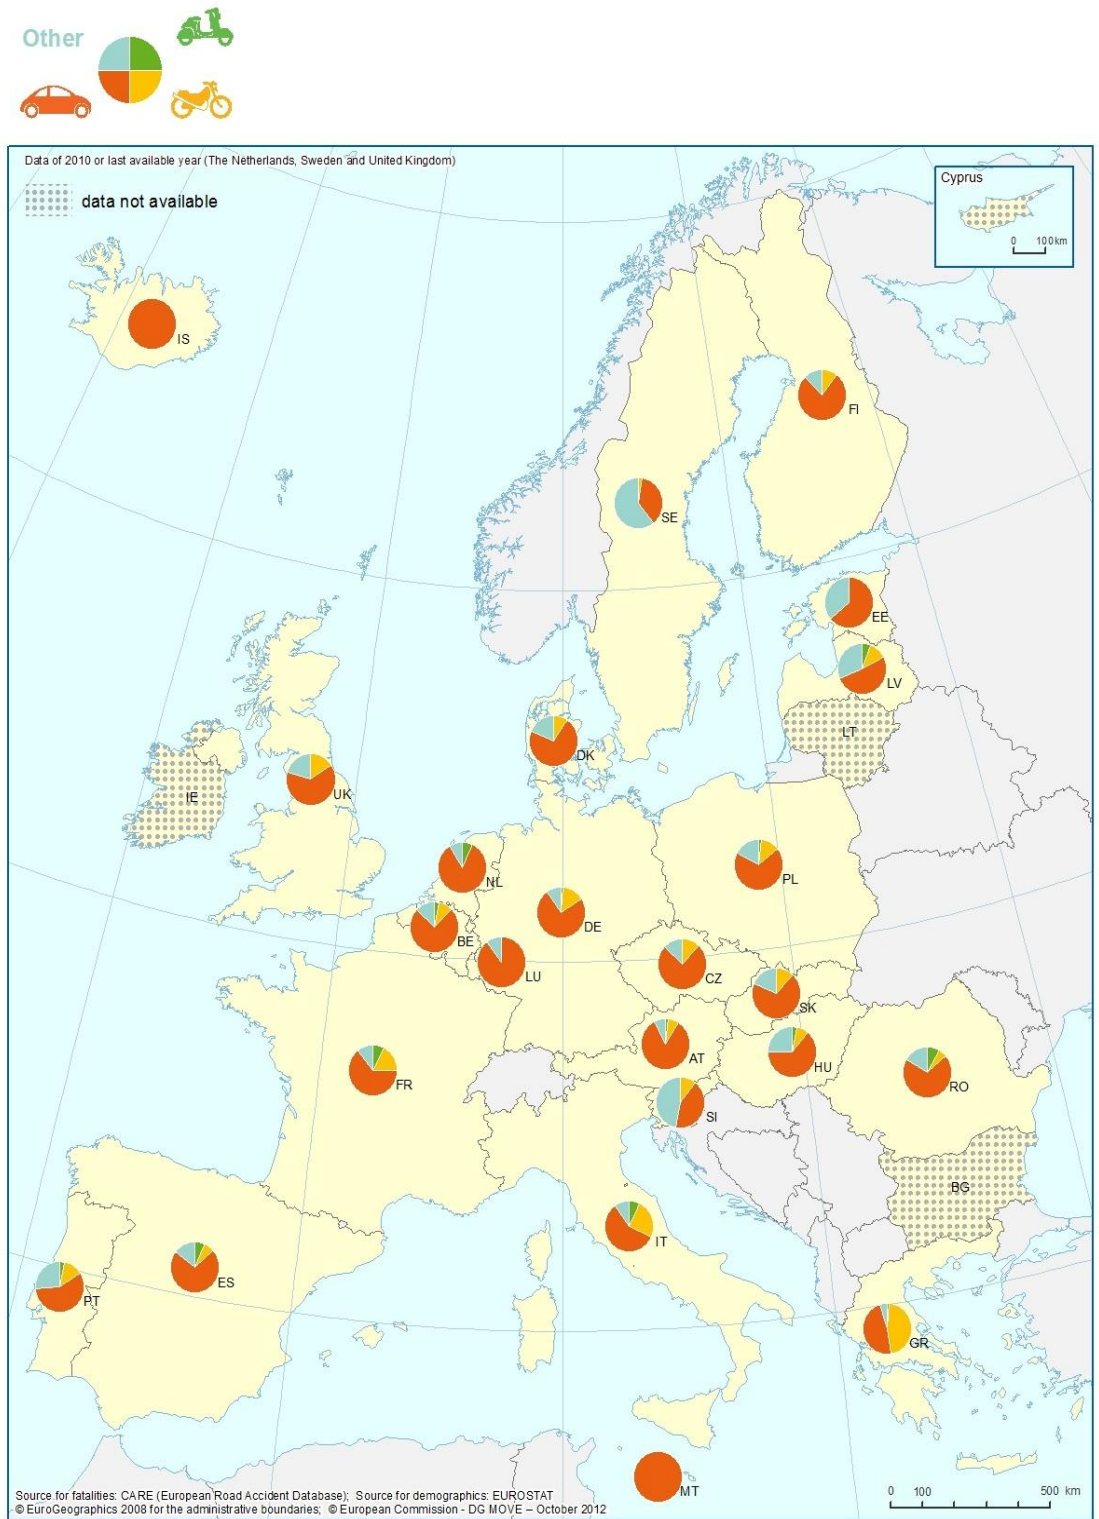 Other
Data of 2010 or last available year (The Netherlands, Sweden and United Kingdom)
data not available
Cyprus
0 100km
IS
FI
SE
EE
LV
LT
DK
IE
UK
NL
PL
DE
BE
LU
CZ
SK
AT
HU
FR
RO
SI
BG
IT
ES
PT
GR
MT
Source for fatalities: CARE (European Road Accident Database); Source for demographics: EUROSTAT
© EuroGeographics 2008 for the administrative boundaries; © European Commission - DG MOVE – October 2012
0 100 500 km